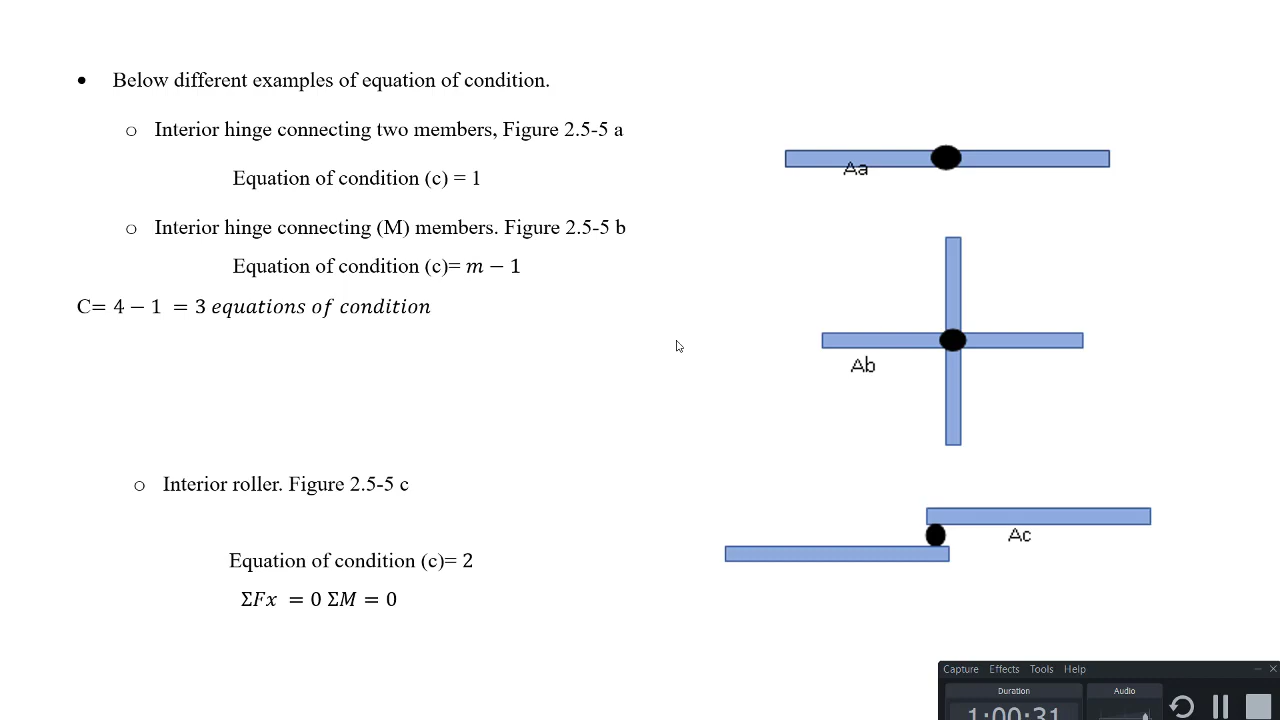 • Below different examples of equation of condition.
o Interior hinge connecting two members, Figure 2.5-5 a
Equation of condition (c) = 1
o Interior hinge connecting (M) members. Figure 2.5-5 b
Equation of condition (c)= m − 1
C= 4 − 1 = 3 equations of condition
o Interior roller. Figure 2.5-5 c
Equation of condition (c)= 2
ΣFx = 0 ΣM = 0
Aa
Ab
Ac
Capture Effects Tools Help
Duration Audio
1:00:31